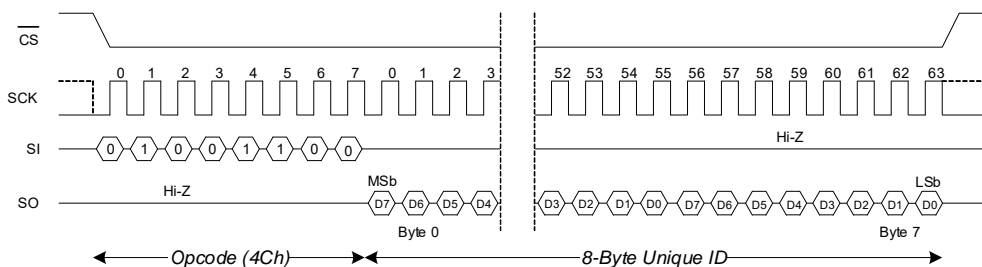 CS
0 1 2 3 4 5 6 7 0 1 2 3 52 53 54 55 56 57 58 59 60 61 62 63
SCK
Hi-Z
SI 0 1 0 0 1 1 0 0
Hi-Z MSb LSb
SO D7 D6 D5 D4 D3 D2 D1 D0 D7 D6 D5 D4 D3 D2 D1 D0
Byte 0 Byte 7
Opcode (4Ch) 8-Byte Unique ID